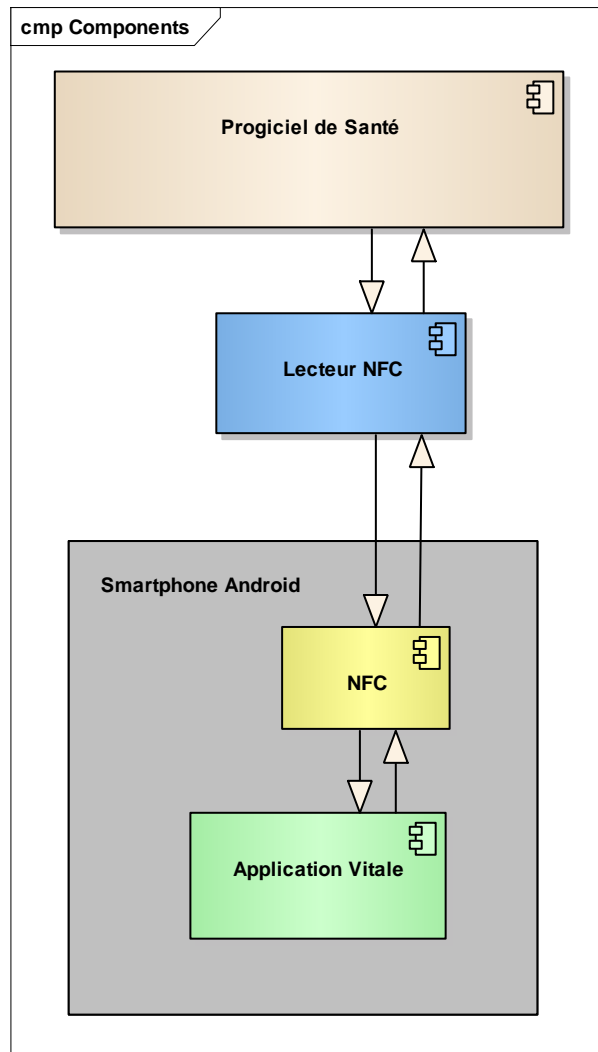 cmp Components
Progiciel de Santé
Lecteur NFC
Smartphone Android
NFC
Application Vitale